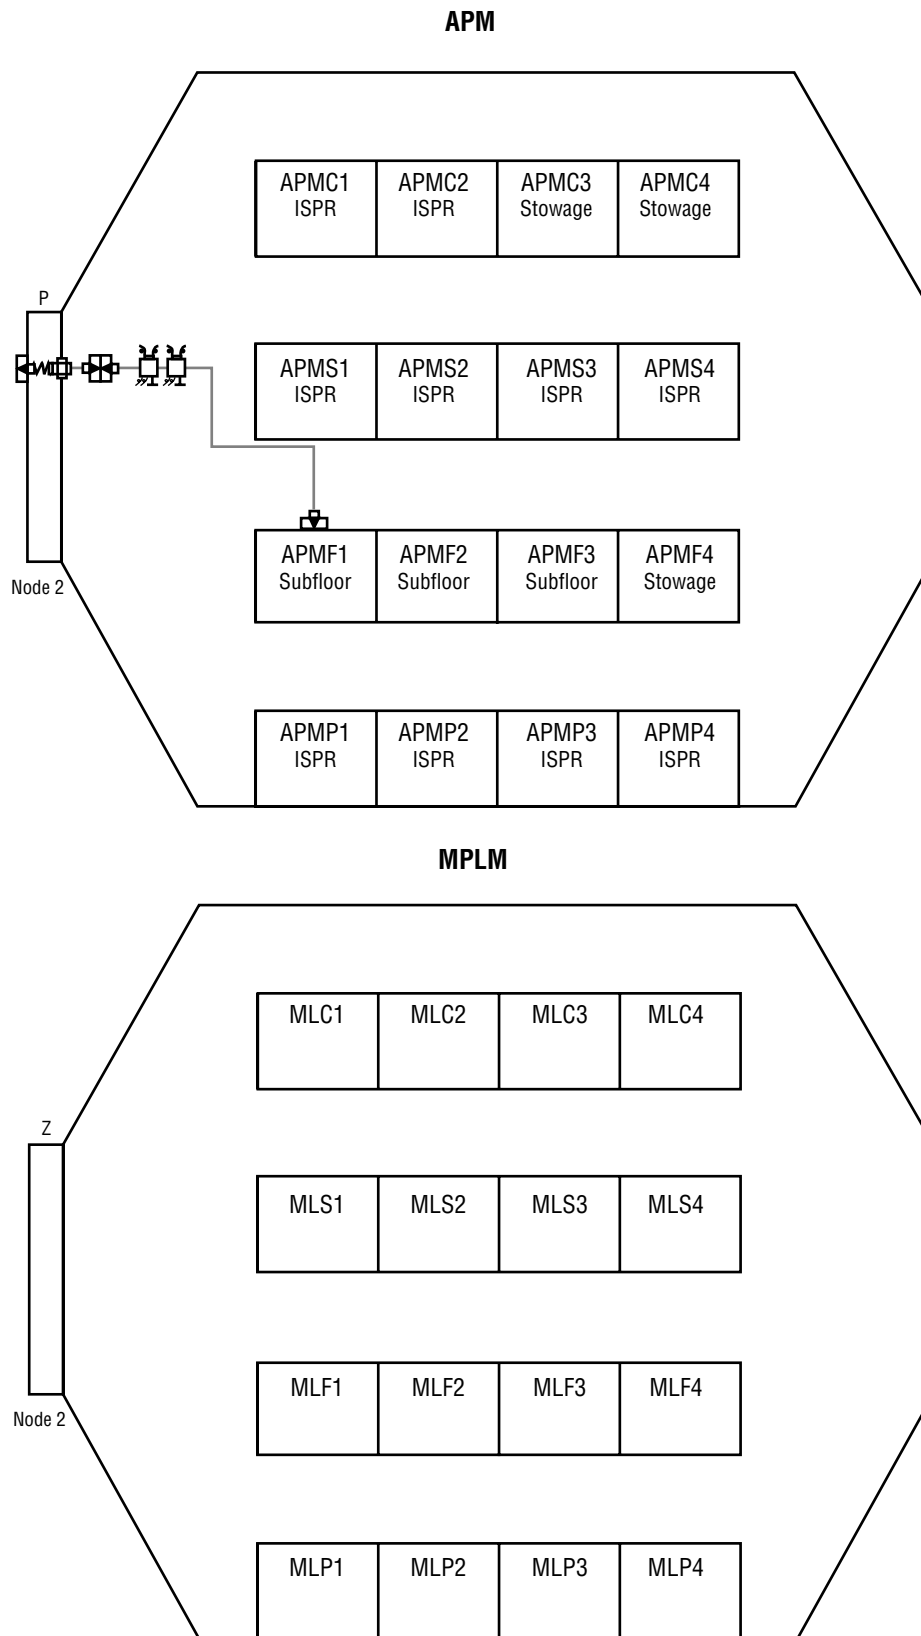 APM
APMC1 APMC2 APMC3 APMC4
ISPR ISPR Stowage Stowage
P
APMS1 APMS2 APMS3 APMS4
ISPR ISPR ISPR ISPR
APMF1 APMF2 APMF3 APMF4
Subfloor Subfloor Subfloor Stowage
Node 2
APMP1 APMP2 APMP3 APMP4
ISPR ISPR ISPR ISPR
MPLM
MLC1 MLC2 MLC3 MLC4
Z
MLS1 MLS2 MLS3 MLS4
MLF1 MLF2 MLF3 MLF4
Node 2
MLP1 MLP2 MLP3 MLP4